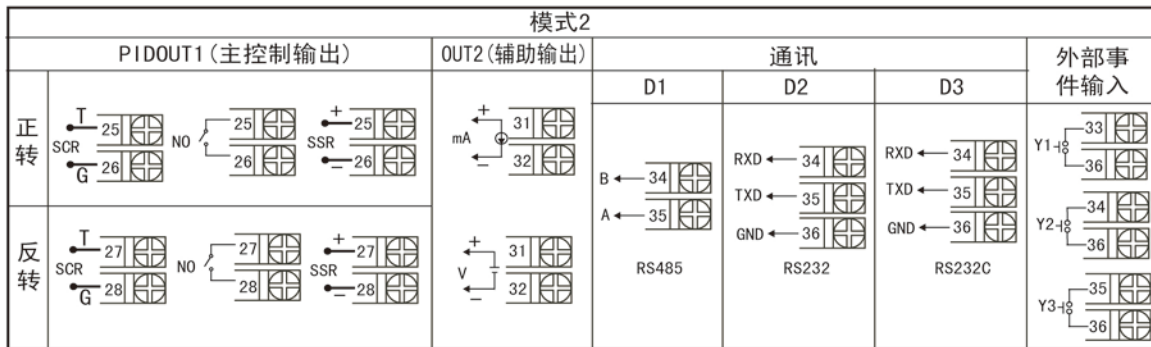 模式2
PIDOUT1(主控制输出)
OUT2(辅助输出)
通讯
外部事
件输入
D1
D2
D3
正
转
T
SCR
G
25
26
NO
25
26
+
SSR
−
25
26
+
mA
−
31
32
反
转
T
SCR
G
27
28
NO
27
28
+
SSR
−
27
28
+
V
−
31
32
B
34
A
35
RS485
RXD
34
TXD
35
GND
36
RS232
RXD
34
TXD
35
GND
36
RS232C
Y1
33
36
Y2
34
36
Y3
35
36